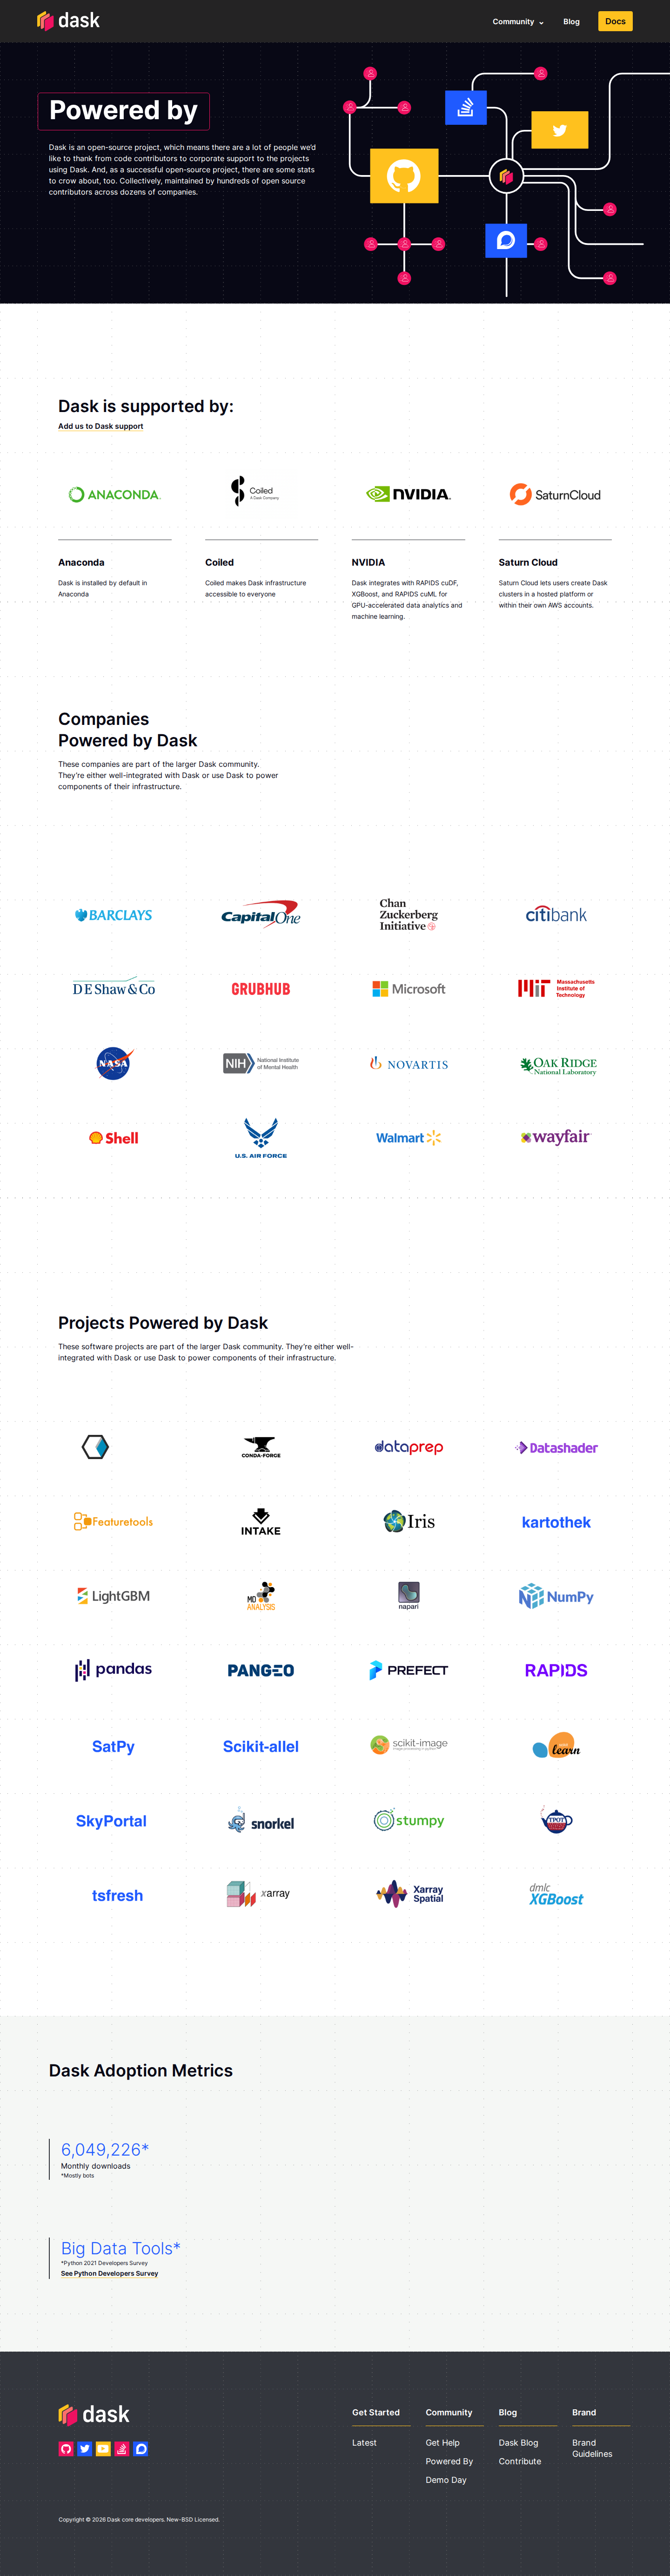 dask
Community
Blog
Docs
Powered by
Dask is an open-source project, which means there are a lot of people we'd
like to thank from code contributors to corporate support to the projects
using Dask. And, as a successful open-source project, there are some stats
to crow about, too. Collectively, maintained by hundreds of open source
contributors across dozens of companies.
Dask is supported by:
Add us to Dask support
ANACONDA.
Coiled
A Dask Company
NVIDIA.
SaturnCloud
Anaconda
Dask is installed by default in
Anaconda
Coiled
Coiled makes Dask infrastructure
accessible to everyone
NVIDIA
Dask integrates with RAPIDS cuDF,
XGBoost, and RAPIDS cuML for
GPU-accelerated data analytics and
machine learning.
Saturn Cloud
Saturn Cloud lets users create Dask
clusters in a hosted platform or
within their own AWS accounts.
Companies
Powered by Dask
These companies are part of the larger Dask community.
They're either well-integrated with Dask or use Dask to power
components of their infrastructure.
BARCLAYS
Capital One
Chan
Zuckerberg
Initiative
citibank
DE Shaw & Co
GRUBHUB
Microsoft
MIT
Massachusetts
Institute of
Technology
NASA
NIH
National Institute
of Mental Health
NOVARTIS
OAK RIDGE
National Laboratory
Shell
U.S. AIR FORCE
Walmart
wayfair
Projects Powered by Dask
These software projects are part of the larger Dask community. They're either well-
integrated with Dask or use Dask to power components of their infrastructure.
CONDA-FORGE
dataprep
Datashader
Featuretools
INTAKE
Iris
kartothek
LightGBM
MD
ANALYSIS
napari
NumPy
pandas
PANGEO
PREFECT
RAPIDS
SatPy
Scikit-allel
scikit-image
image processing in python
learn
SkyPortal
snorkel
stumpy
TPOT
tsfresh
xarray
Xarray
Spatial
dmlc
XGBoost
Dask Adoption Metrics
6,049,226*
Monthly downloads
*Mostly bots
Big Data Tools*
*Python 2021 Developers Survey
See Python Developers Survey
dask
Get Started
Latest
Community
Get Help
Powered By
Demo Day
Blog
Dask Blog
Contribute
Brand
Brand
Guidelines
Copyright © 2026 Dask core developers. New-BSD Licensed.